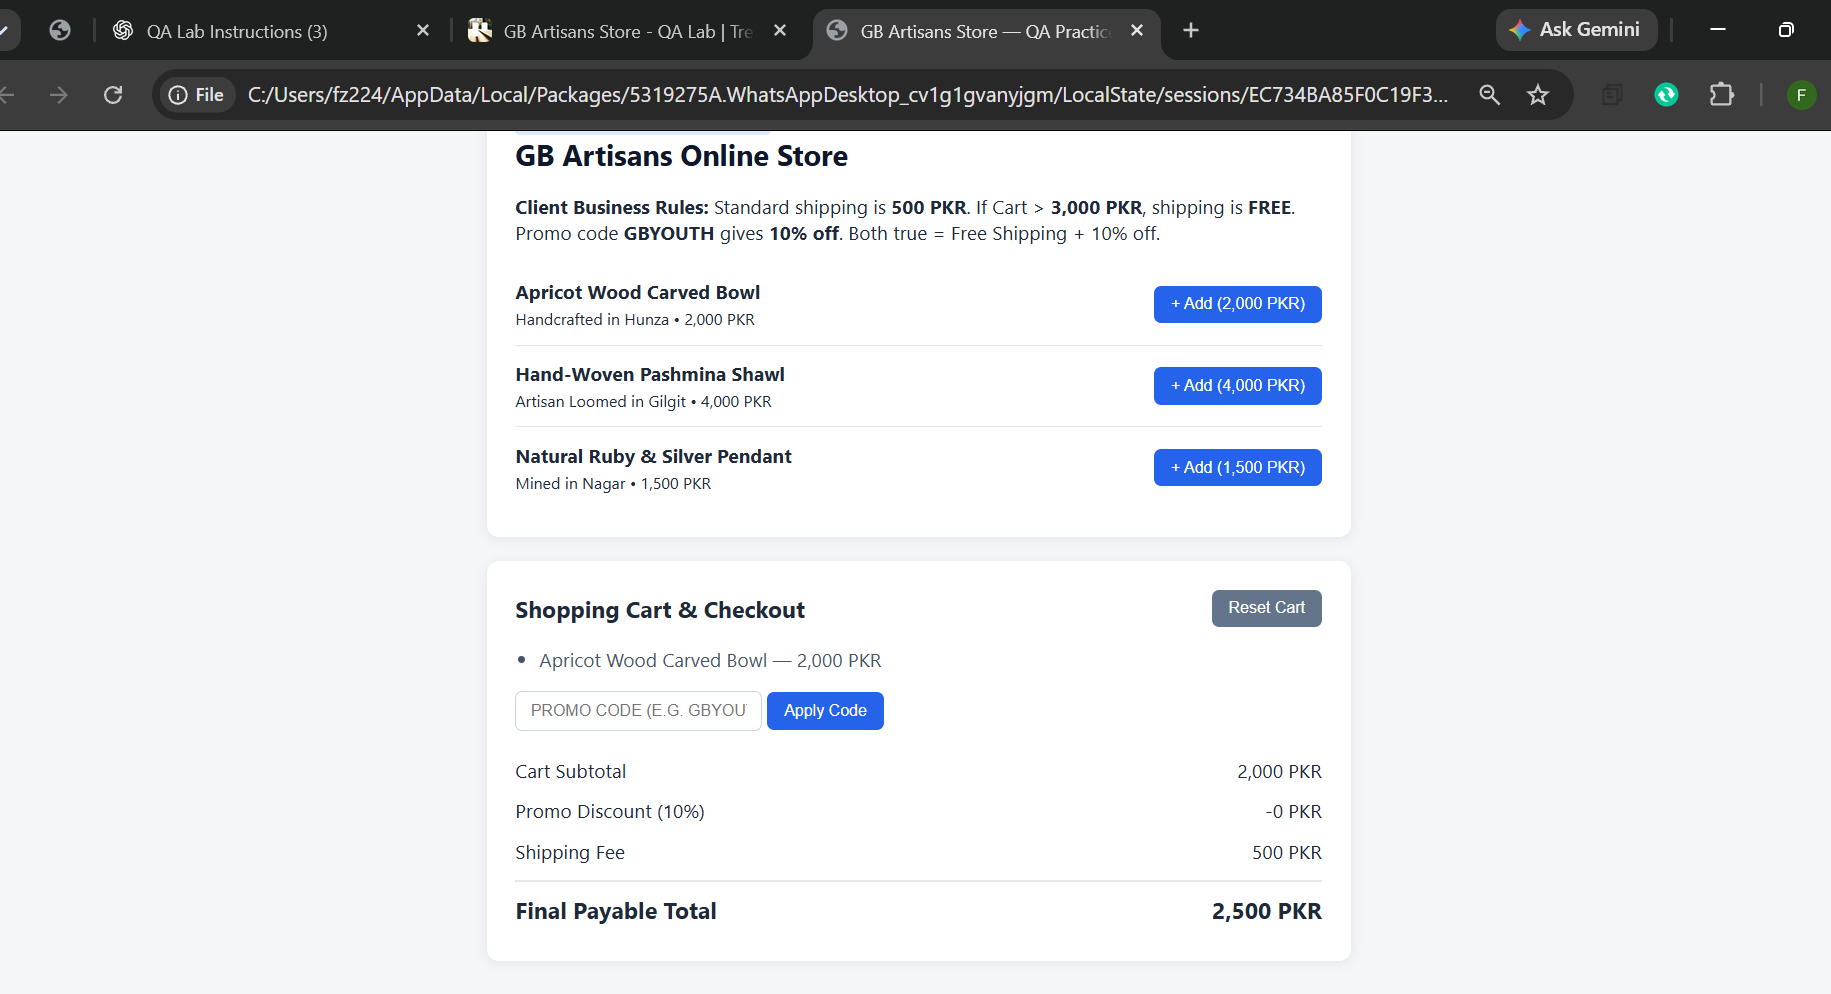 QA Lab Instructions (3)
GB Artisans Store - QA Lab | Tre
GB Artisans Store — QA Practic
Ask Gemini
File
C:/Users/fz224/AppData/Local/Packages/5319275A.WhatsAppDesktop_cv1g1gvanyjgm/LocalState/sessions/EC734BA85F0C19F3...
F
GB Artisans Online Store
Client Business Rules: Standard shipping is 500 PKR. If Cart > 3,000 PKR, shipping is FREE.
Promo code GBYOUTH gives 10% off. Both true = Free Shipping + 10% off.
Apricot Wood Carved Bowl
+ Add (2,000 PKR)
Handcrafted in Hunza • 2,000 PKR
Hand-Woven Pashmina Shawl
+ Add (4,000 PKR)
Artisan Loomed in Gilgit • 4,000 PKR
Natural Ruby & Silver Pendant
+ Add (1,500 PKR)
Mined in Nagar • 1,500 PKR
Shopping Cart & Checkout
Reset Cart
• Apricot Wood Carved Bowl — 2,000 PKR
PROMO CODE (E.G. GBYOU
Apply Code
Cart Subtotal 2,000 PKR
Promo Discount (10%) -0 PKR
Shipping Fee 500 PKR
Final Payable Total 2,500 PKR